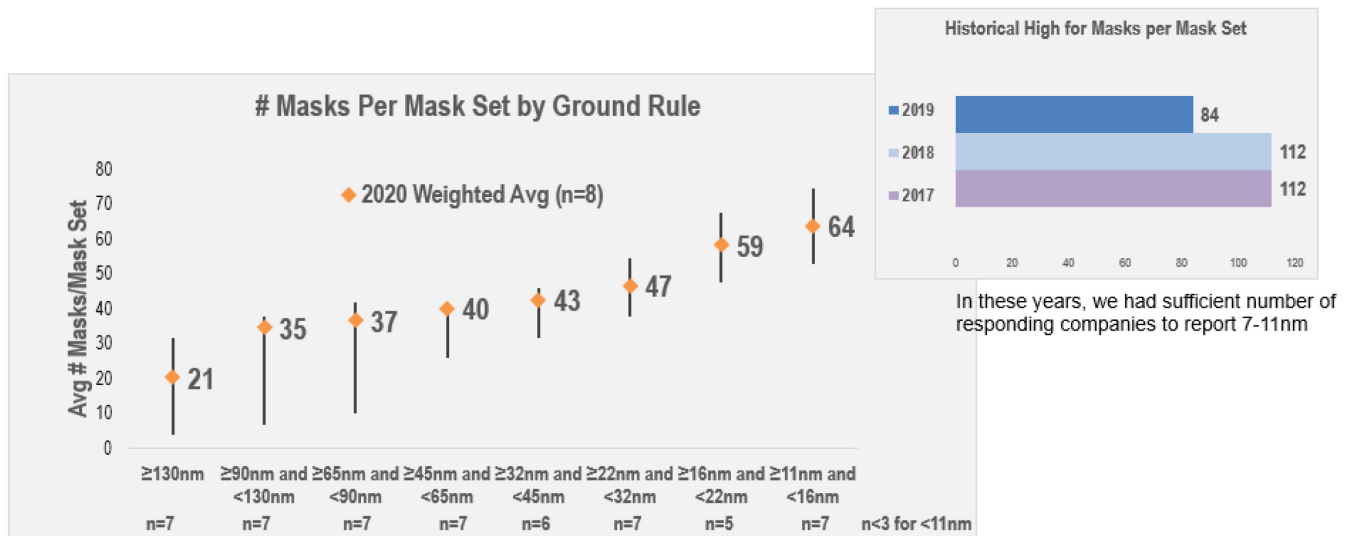 Historical High for Masks per Mask Set
2019
84
2018
112
2017
112
0 20 40 60 80 100 120
In these years, we had sufficient number of
responding companies to report 7-11nm
# Masks Per Mask Set by Ground Rule
Avg # Masks/Mask Set
80
70
60
50
40
30
20
10
0
2020 Weighted Avg (n=8)
21
35
37
40
43
47
59
64
≥130nm ≥90nm and ≥65nm and ≥45nm and ≥32nm and ≥22nm and ≥16nm and ≥11nm and
<130nm <90nm <65nm <45nm <32nm <22nm <16nm
n=7 n=7 n=7 n=7 n=6 n=7 n=5 n=7 n<3 for <11nm